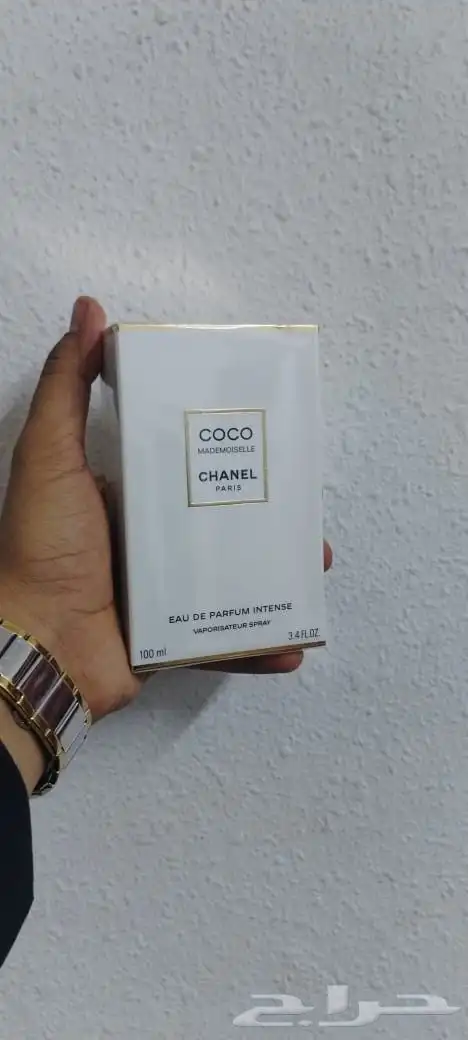 COCO
MADEMOISELLE
CHANEL
PARIS
EAU DE PARFUM INTENSE
VAPORISATEUR SPRAY
100 ml 3.4 FL.OZ.
حراج